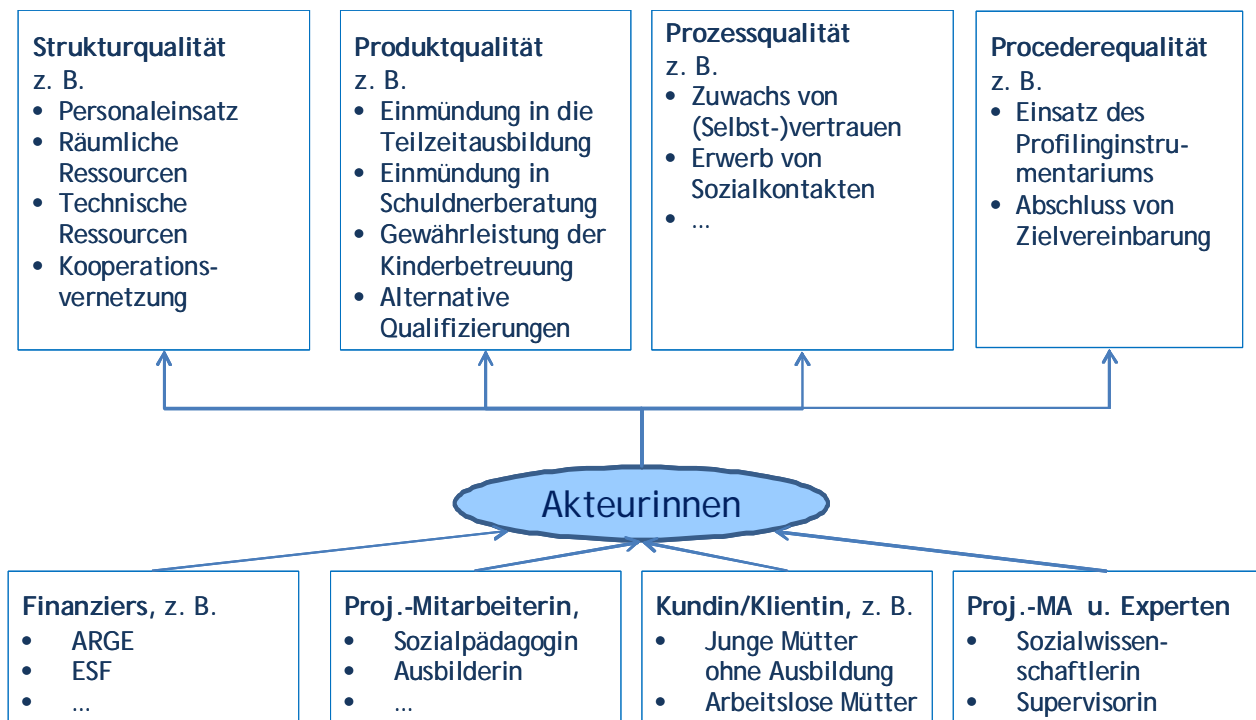 Strukturqualität
z. B.
• Personaleinsatz
• Räumliche
Ressourcen
• Technische
Ressourcen
• Kooperations-
vernetzung
Produktqualität
z. B.
• Einmündung in die
Teilzeitausbildung
• Einmündung in
Schuldnerberatung
• Gewährleistung der
Kinderbetreuung
• Alternative
Qualifizierungen
Prozessqualität
z. B.
• Zuwachs von
(Selbst-)vertrauen
• Erwerb von
Sozialkontakten
• ...
Procederequalität
z. B.
• Einsatz des
Profilinginstru-
mentariums
• Abschluss von
Zielvereinbarung
Akteurinnen
Finanziers, z. B.
• ARGE
• ESF
• ...
Proj.-Mitarbeiterin,
• Sozialpädagogin
• Ausbilderin
• ...
Kundin/Klientin, z. B.
• Junge Mütter
ohne Ausbildung
• Arbeitslose Mütter
Proj.-MA u. Experten
• Sozialwissen-
schaftlerin
• Supervisorin